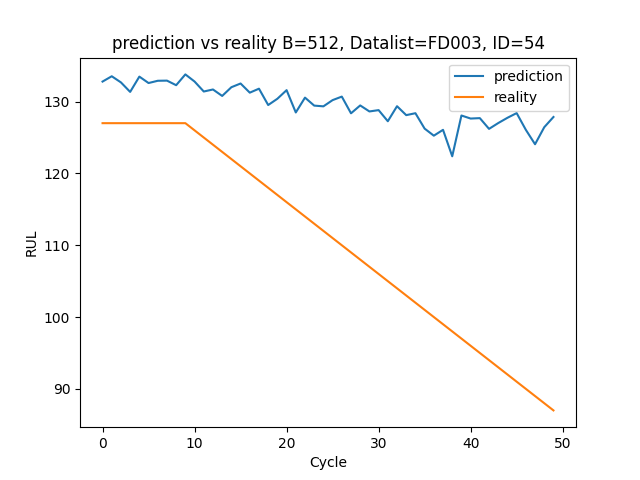 prediction vs reality B=512, Datalist=FD003, ID=54
prediction
reality
130
120
110
100
90
RUL
0 10 20 30 40 50
Cycle